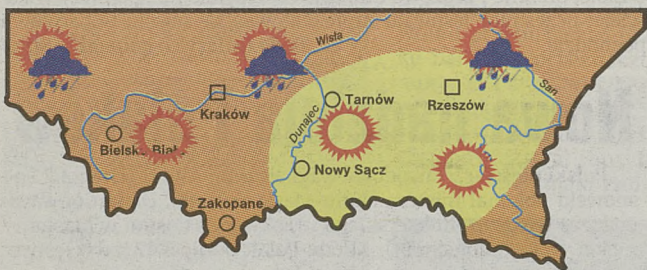 Wisła
San
Tarnów
Rzeszów
Kraków
Dunajec
Bielsko Biała
Nowy Sącz
Zakopane